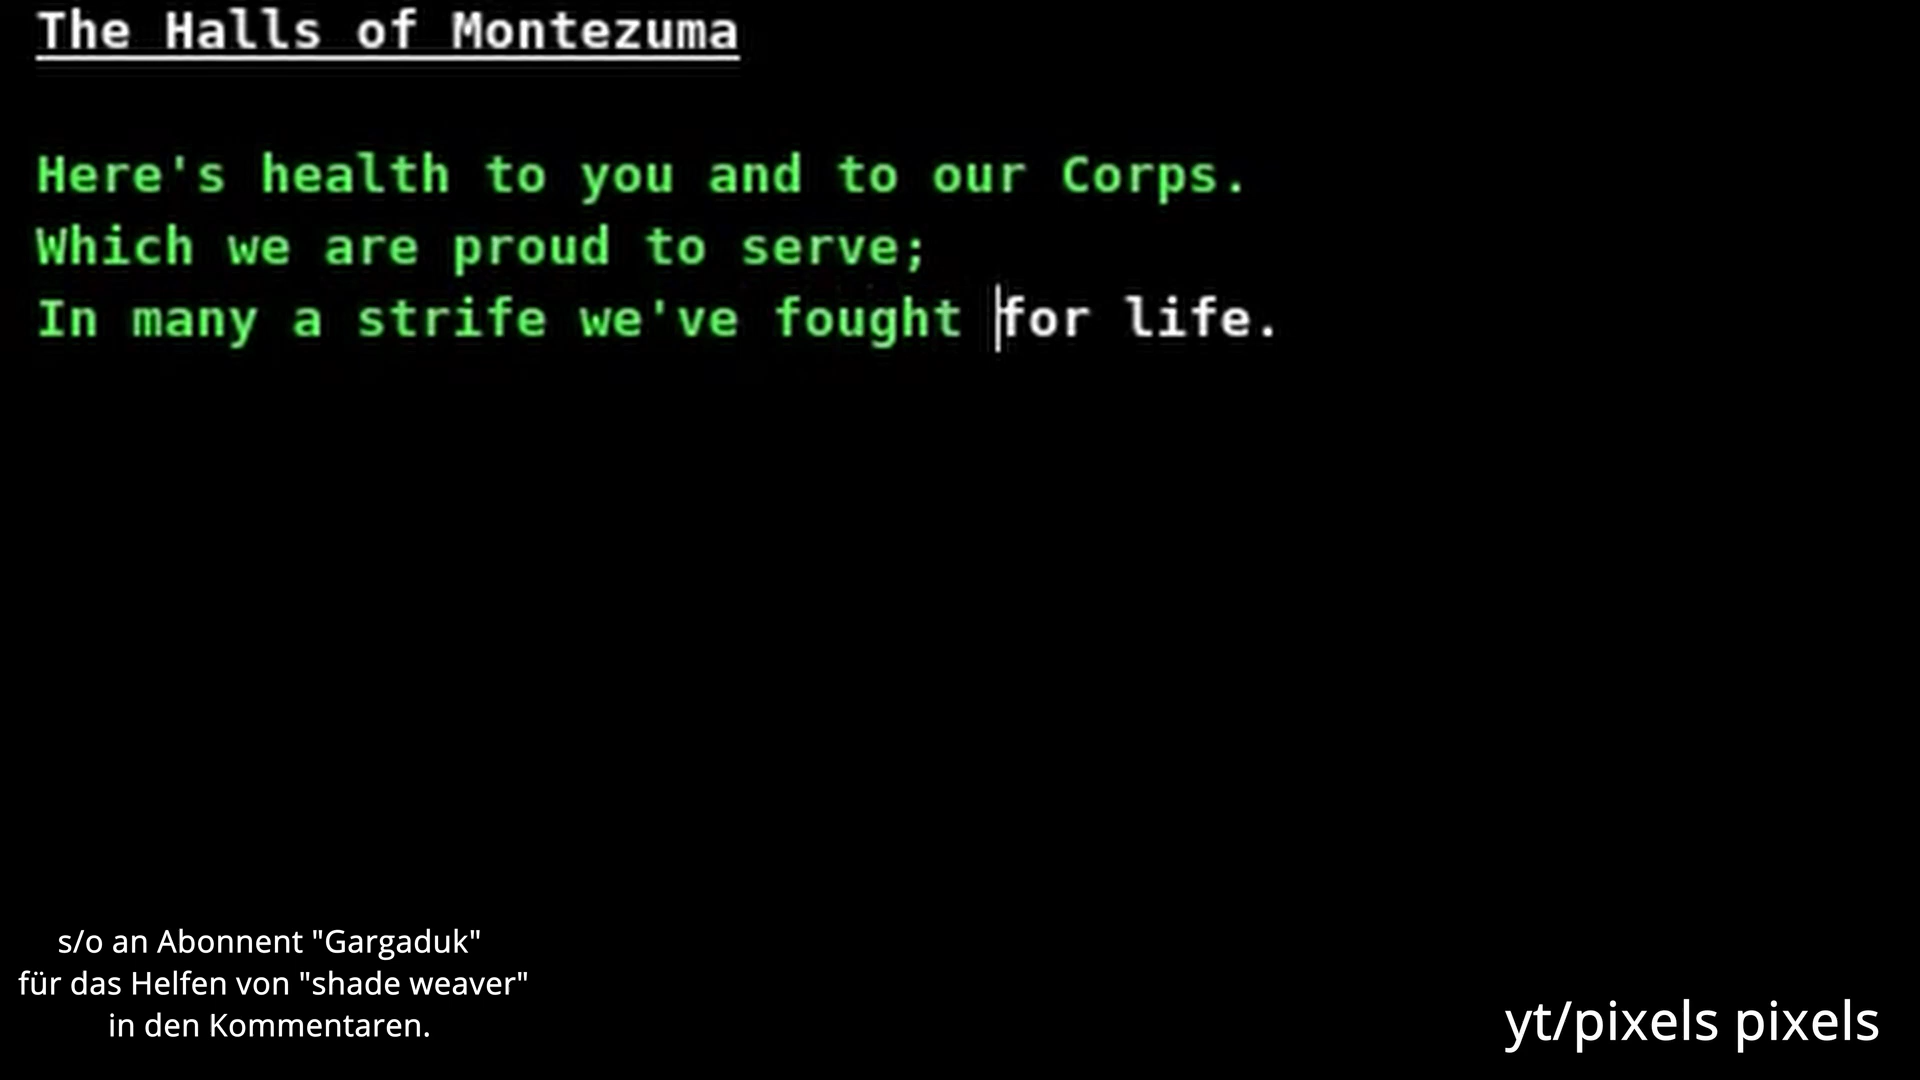 The Halls of Montezuma
Here's health to you and to our Corps.
Which we are proud to serve;
In many a strife we've fought for life.
s/o an Abonnent "Gargaduk"
für das Helfen von "shade weaver"
in den Kommentaren.
yt/pixels pixels